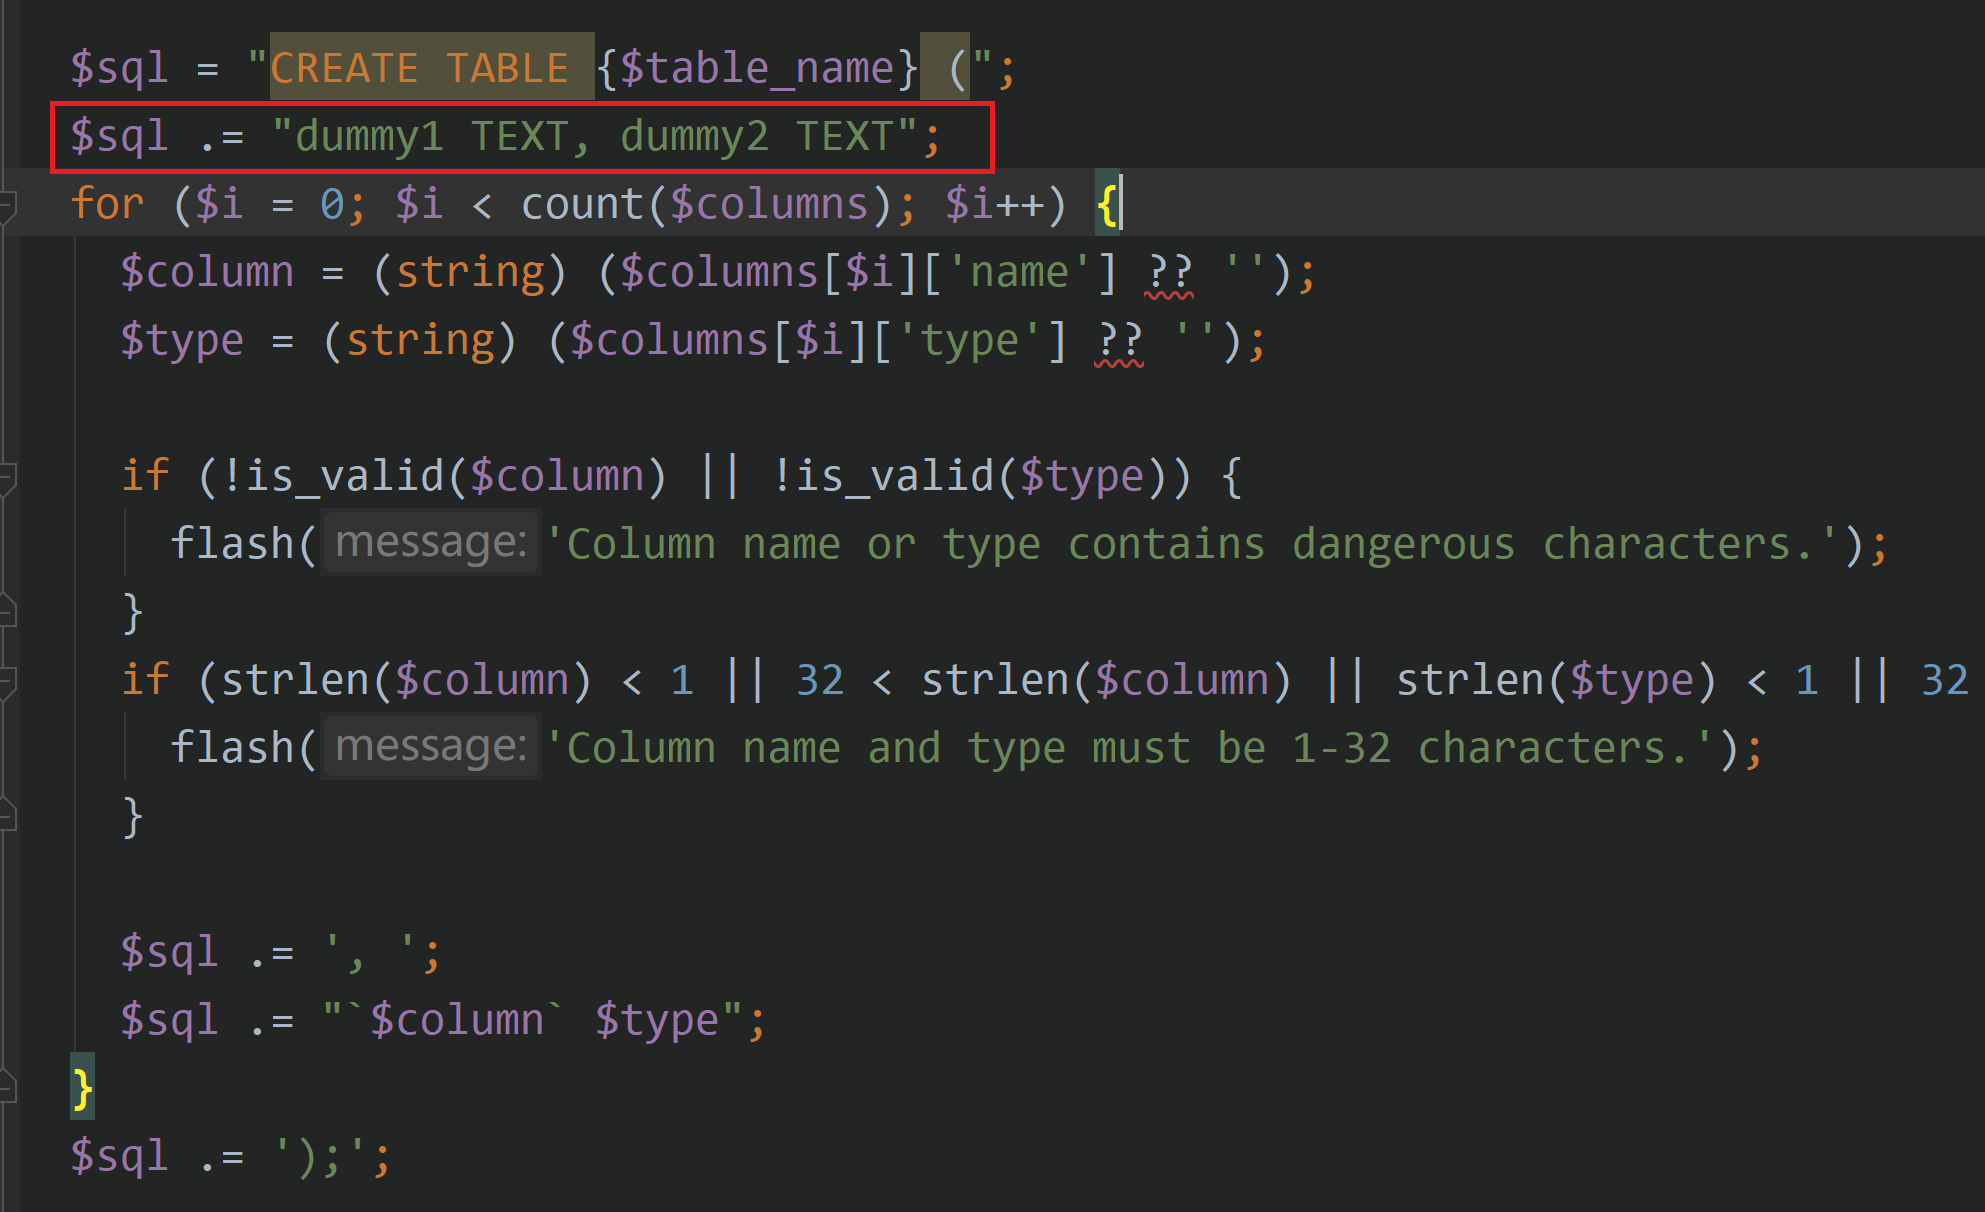 $sql = "CREATE TABLE {$table_name} (";
$sql .= "dummy1 TEXT, dummy2 TEXT";
for ($i = 0; $i < count($columns); $i++) {
$column = (string) ($columns[$i]['name'] ?? '');
$type = (string) ($columns[$i]['type'] ?? '');
if (!is_valid($column) || !is_valid($type)) {
flash( message: 'Column name or type contains dangerous characters.');
}
if (strlen($column) < 1 || 32 < strlen($column) || strlen($type) < 1 || 32
flash( message: 'Column name and type must be 1-32 characters.');
}
$sql .= ', ';
$sql .= "`$column` $type";
}
$sql .= ');';